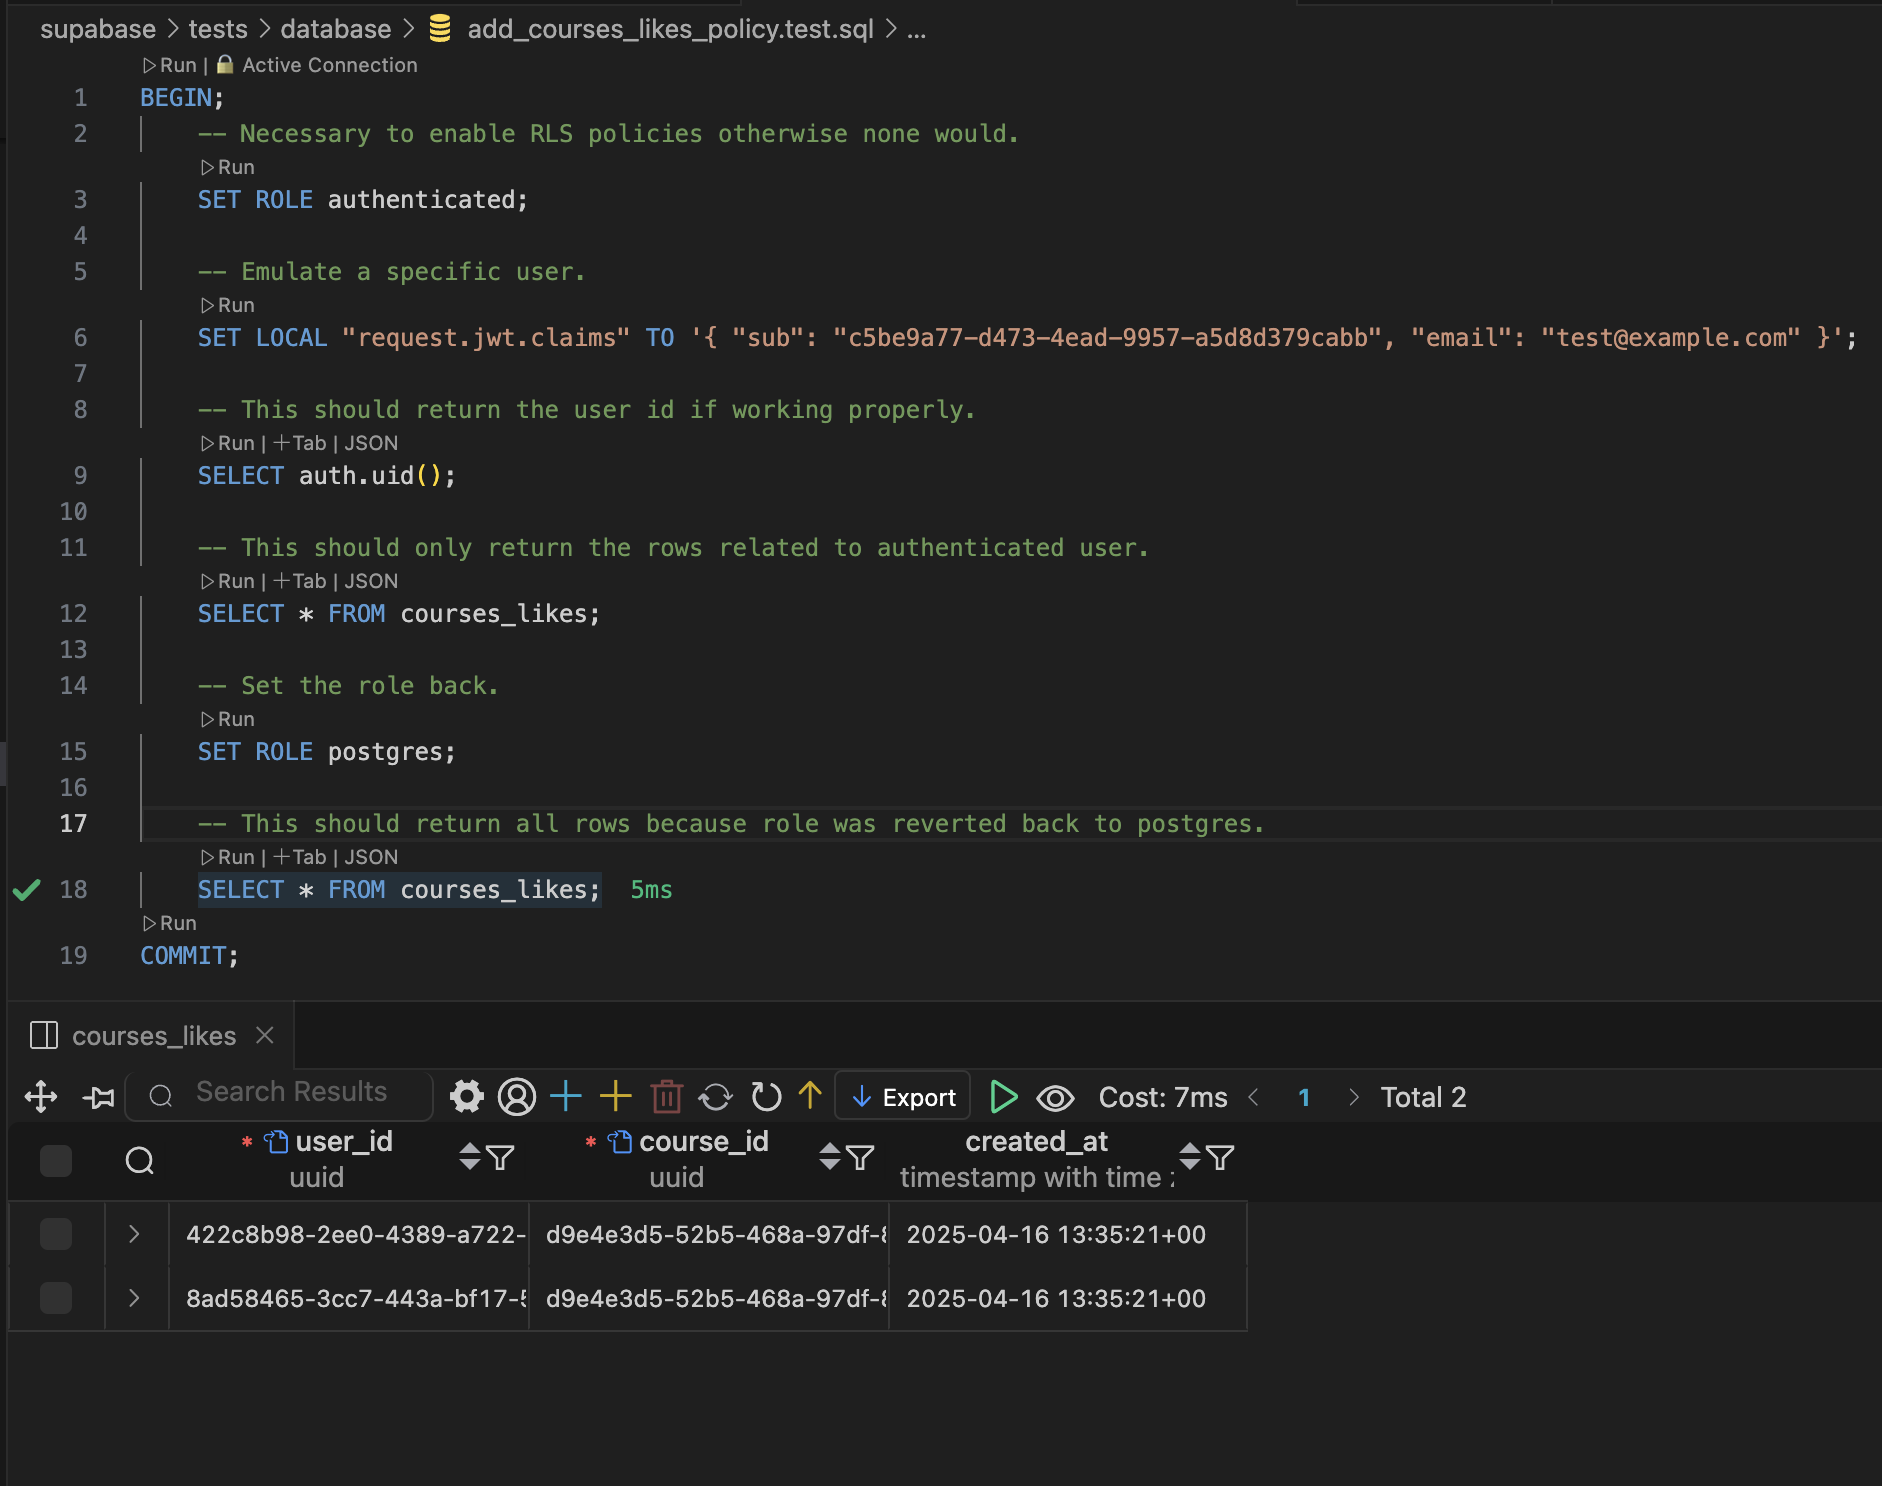 supabase > tests > database > add_courses_likes_policy.test.sql > ...
Run | Active Connection
1 BEGIN;
2 -- Necessary to enable RLS policies otherwise none would.
Run
3 SET ROLE authenticated;
4
5 -- Emulate a specific user.
Run
6 SET LOCAL "request.jwt.claims" TO '{ "sub": "c5be9a77-d473-4ead-9957-a5d8d379cabb", "email": "test@example.com" }';
7
8 -- This should return the user id if working properly.
Run | +Tab | JSON
9 SELECT auth.uid();
10
11 -- This should only return the rows related to authenticated user.
Run | +Tab | JSON
12 SELECT * FROM courses_likes;
13
14 -- Set the role back.
Run
15 SET ROLE postgres;
16
17 -- This should return all rows because role was reverted back to postgres.
Run | +Tab | JSON
18 SELECT * FROM courses_likes; 5ms
Run
19 COMMIT;
courses_likes
Search Results Export Cost: 7ms < 1 > Total 2
* user_id * course_id created_at
uuid uuid timestamp with time
422c8b98-2ee0-4389-a722- d9e4e3d5-52b5-468a-97df- 2025-04-16 13:35:21+00
8ad58465-3cc7-443a-bf17- d9e4e3d5-52b5-468a-97df- 2025-04-16 13:35:21+00